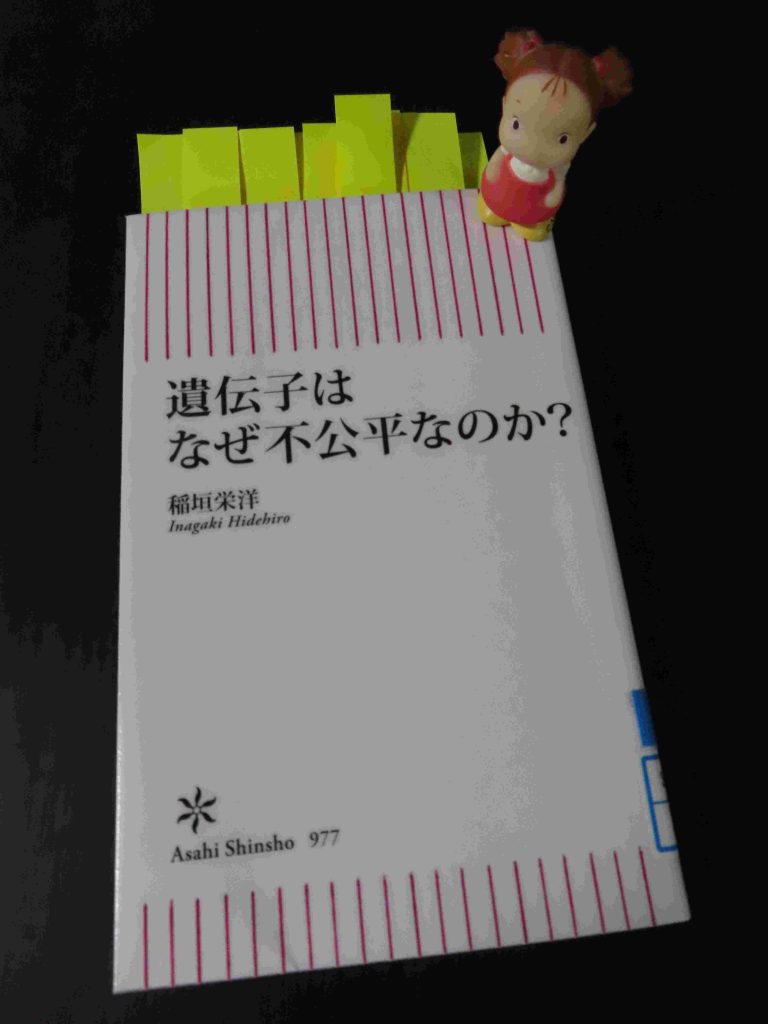 遺伝子は
なぜ不公平なのか?
稲垣栄洋
Inagaki Hidehiro
Asahi Shinsho 977